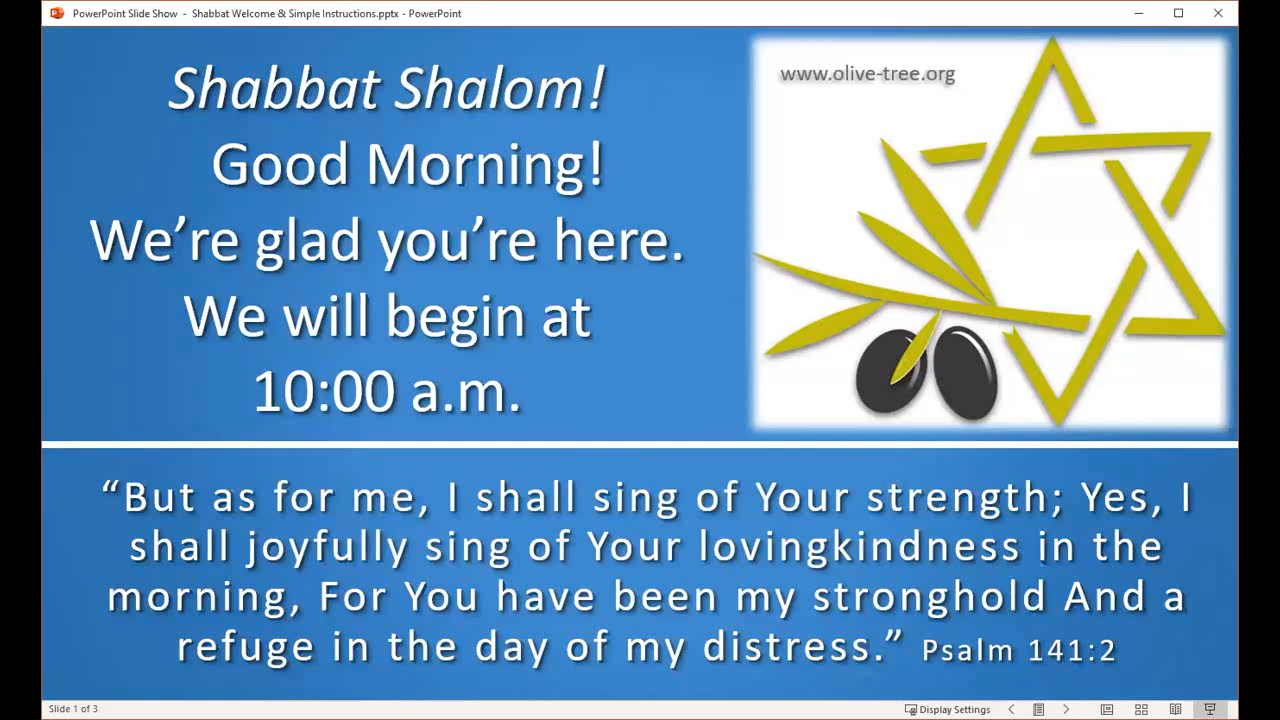 PowerPoint Slide Show - Shabbat Welcome & Simple Instructions.pptx - PowerPoint
Shabbat Shalom!
Good Morning!
We’re glad you’re here.
We will begin at
10:00 a.m.
www.olive-tree.org
“But as for me, I shall sing of Your strength; Yes, I
shall joyfully sing of Your lovingkindness in the
morning, For You have been my stronghold And a
refuge in the day of my distress.” Psalm 141:2
Slide 1 of 3
Display Settings